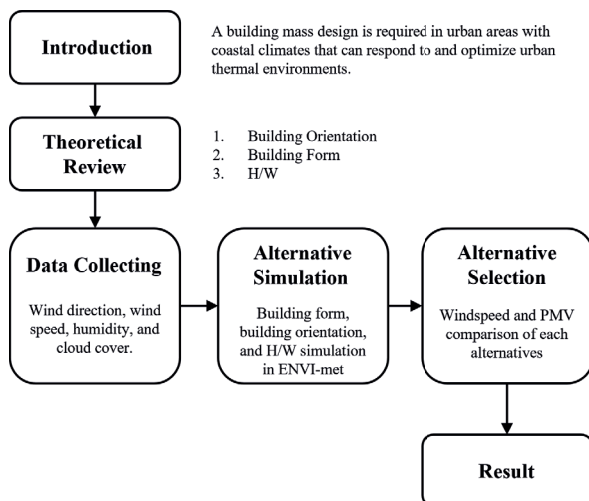 Introduction
A building mass design is required in urban areas with
coastal climates that can respond to and optimize urban
thermal environments.
Theoretical
Review
1. Building Orientation
2. Building Form
3. H/W
Data Collecting
Wind direction, wind
speed, humidity, and
cloud cover.
Alternative
Simulation
Building form,
building orientation,
and H/W simulation
in ENVI-met
Alternative
Selection
Windspeed and PMV
comparison of each
alternatives
Result